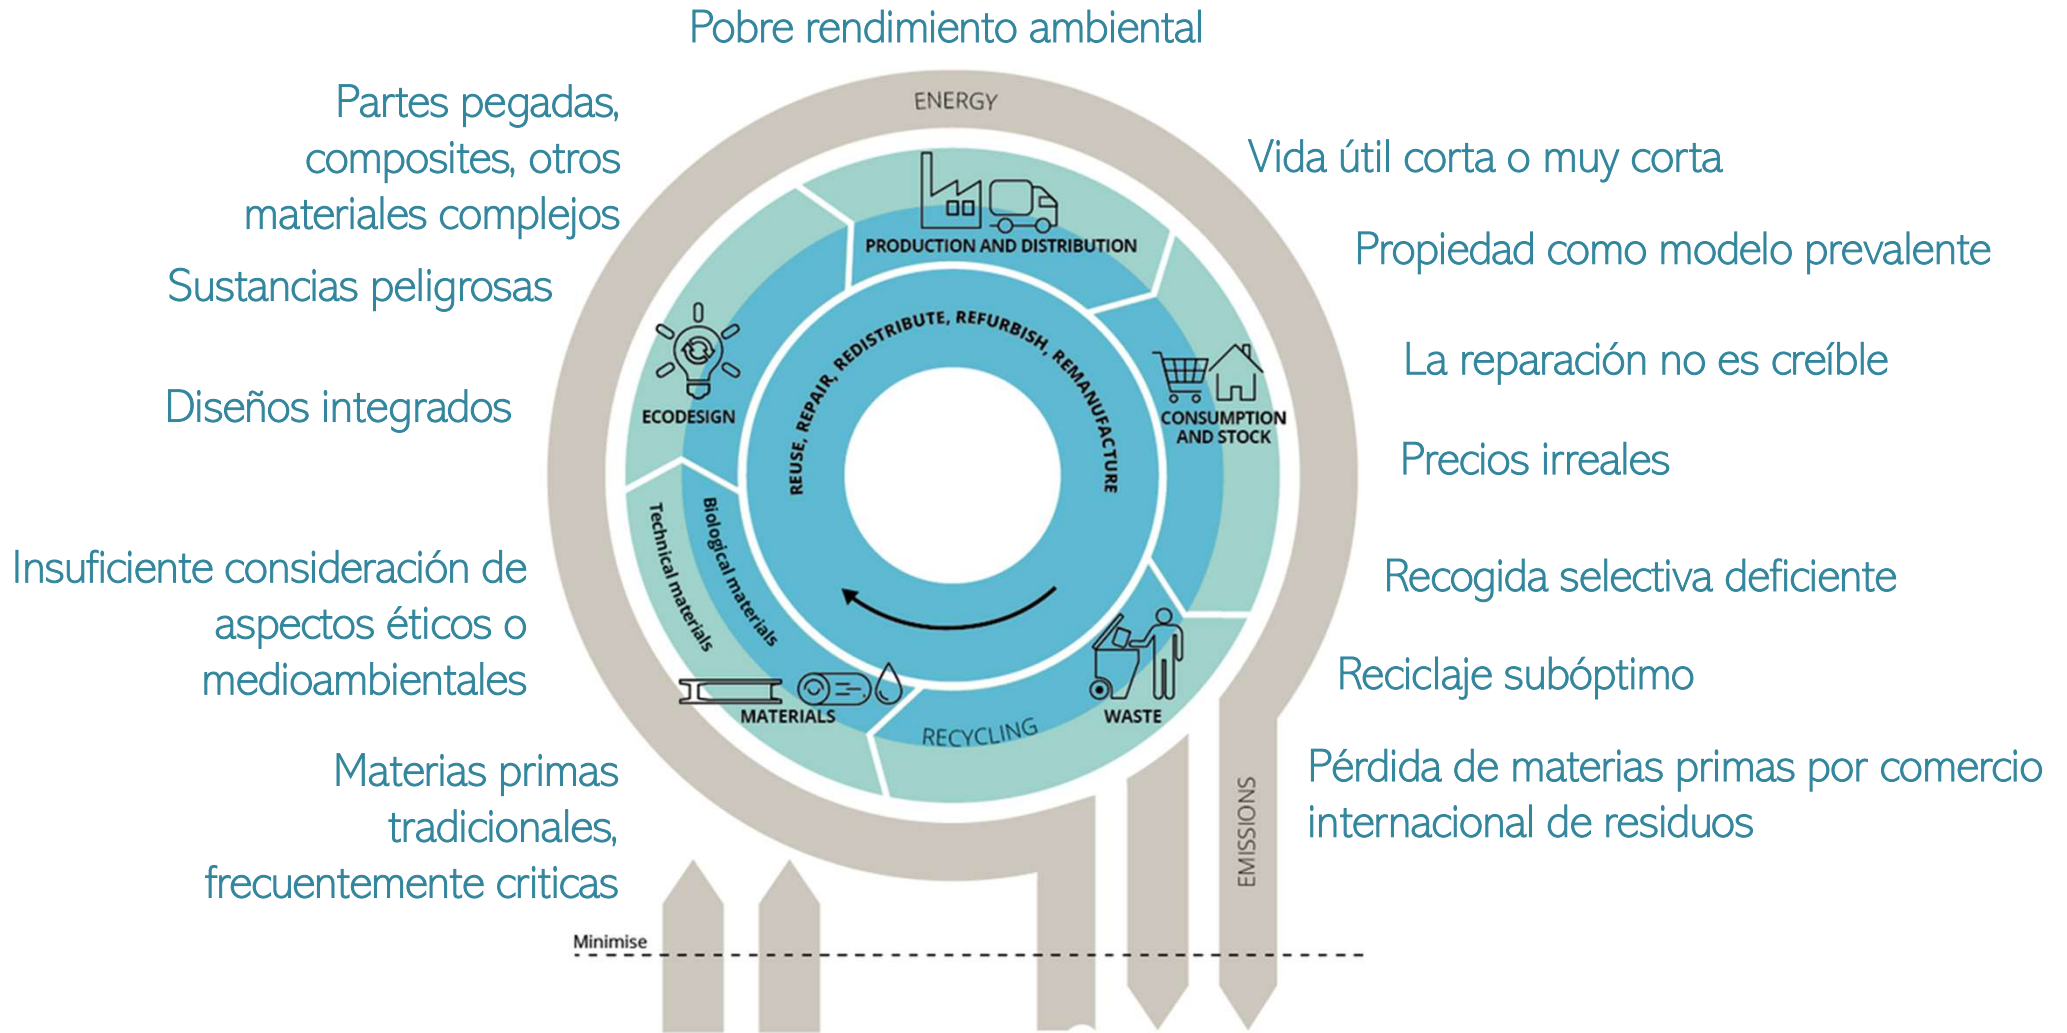 Pobre rendimiento ambiental
Partes pegadas,
composites, otros
materiales complejos
Sustancias peligrosas
Diseños integrados
Insuficiente consideración de
aspectos éticos o
medioambientales
Materias primas
tradicionales,
frecuentemente criticas
ENERGY
PRODUCTION AND DISTRIBUTION
REUSE, REPAIR, REDISTRIBUTE, REFURBISH, REMANUFACTURE
ECODESIGN
CONSUMPTION
AND STOCK
Technical materials
Biological materials
MATERIALS
RECYCLING
WASTE
EMISSIONS
Minimise
Vida útil corta o muy corta
Propiedad como modelo prevalente
La reparación no es creíble
Precios irreales
Recogida selectiva deficiente
Reciclaje subóptimo
Pérdida de materias primas por comercio
internacional de residuos